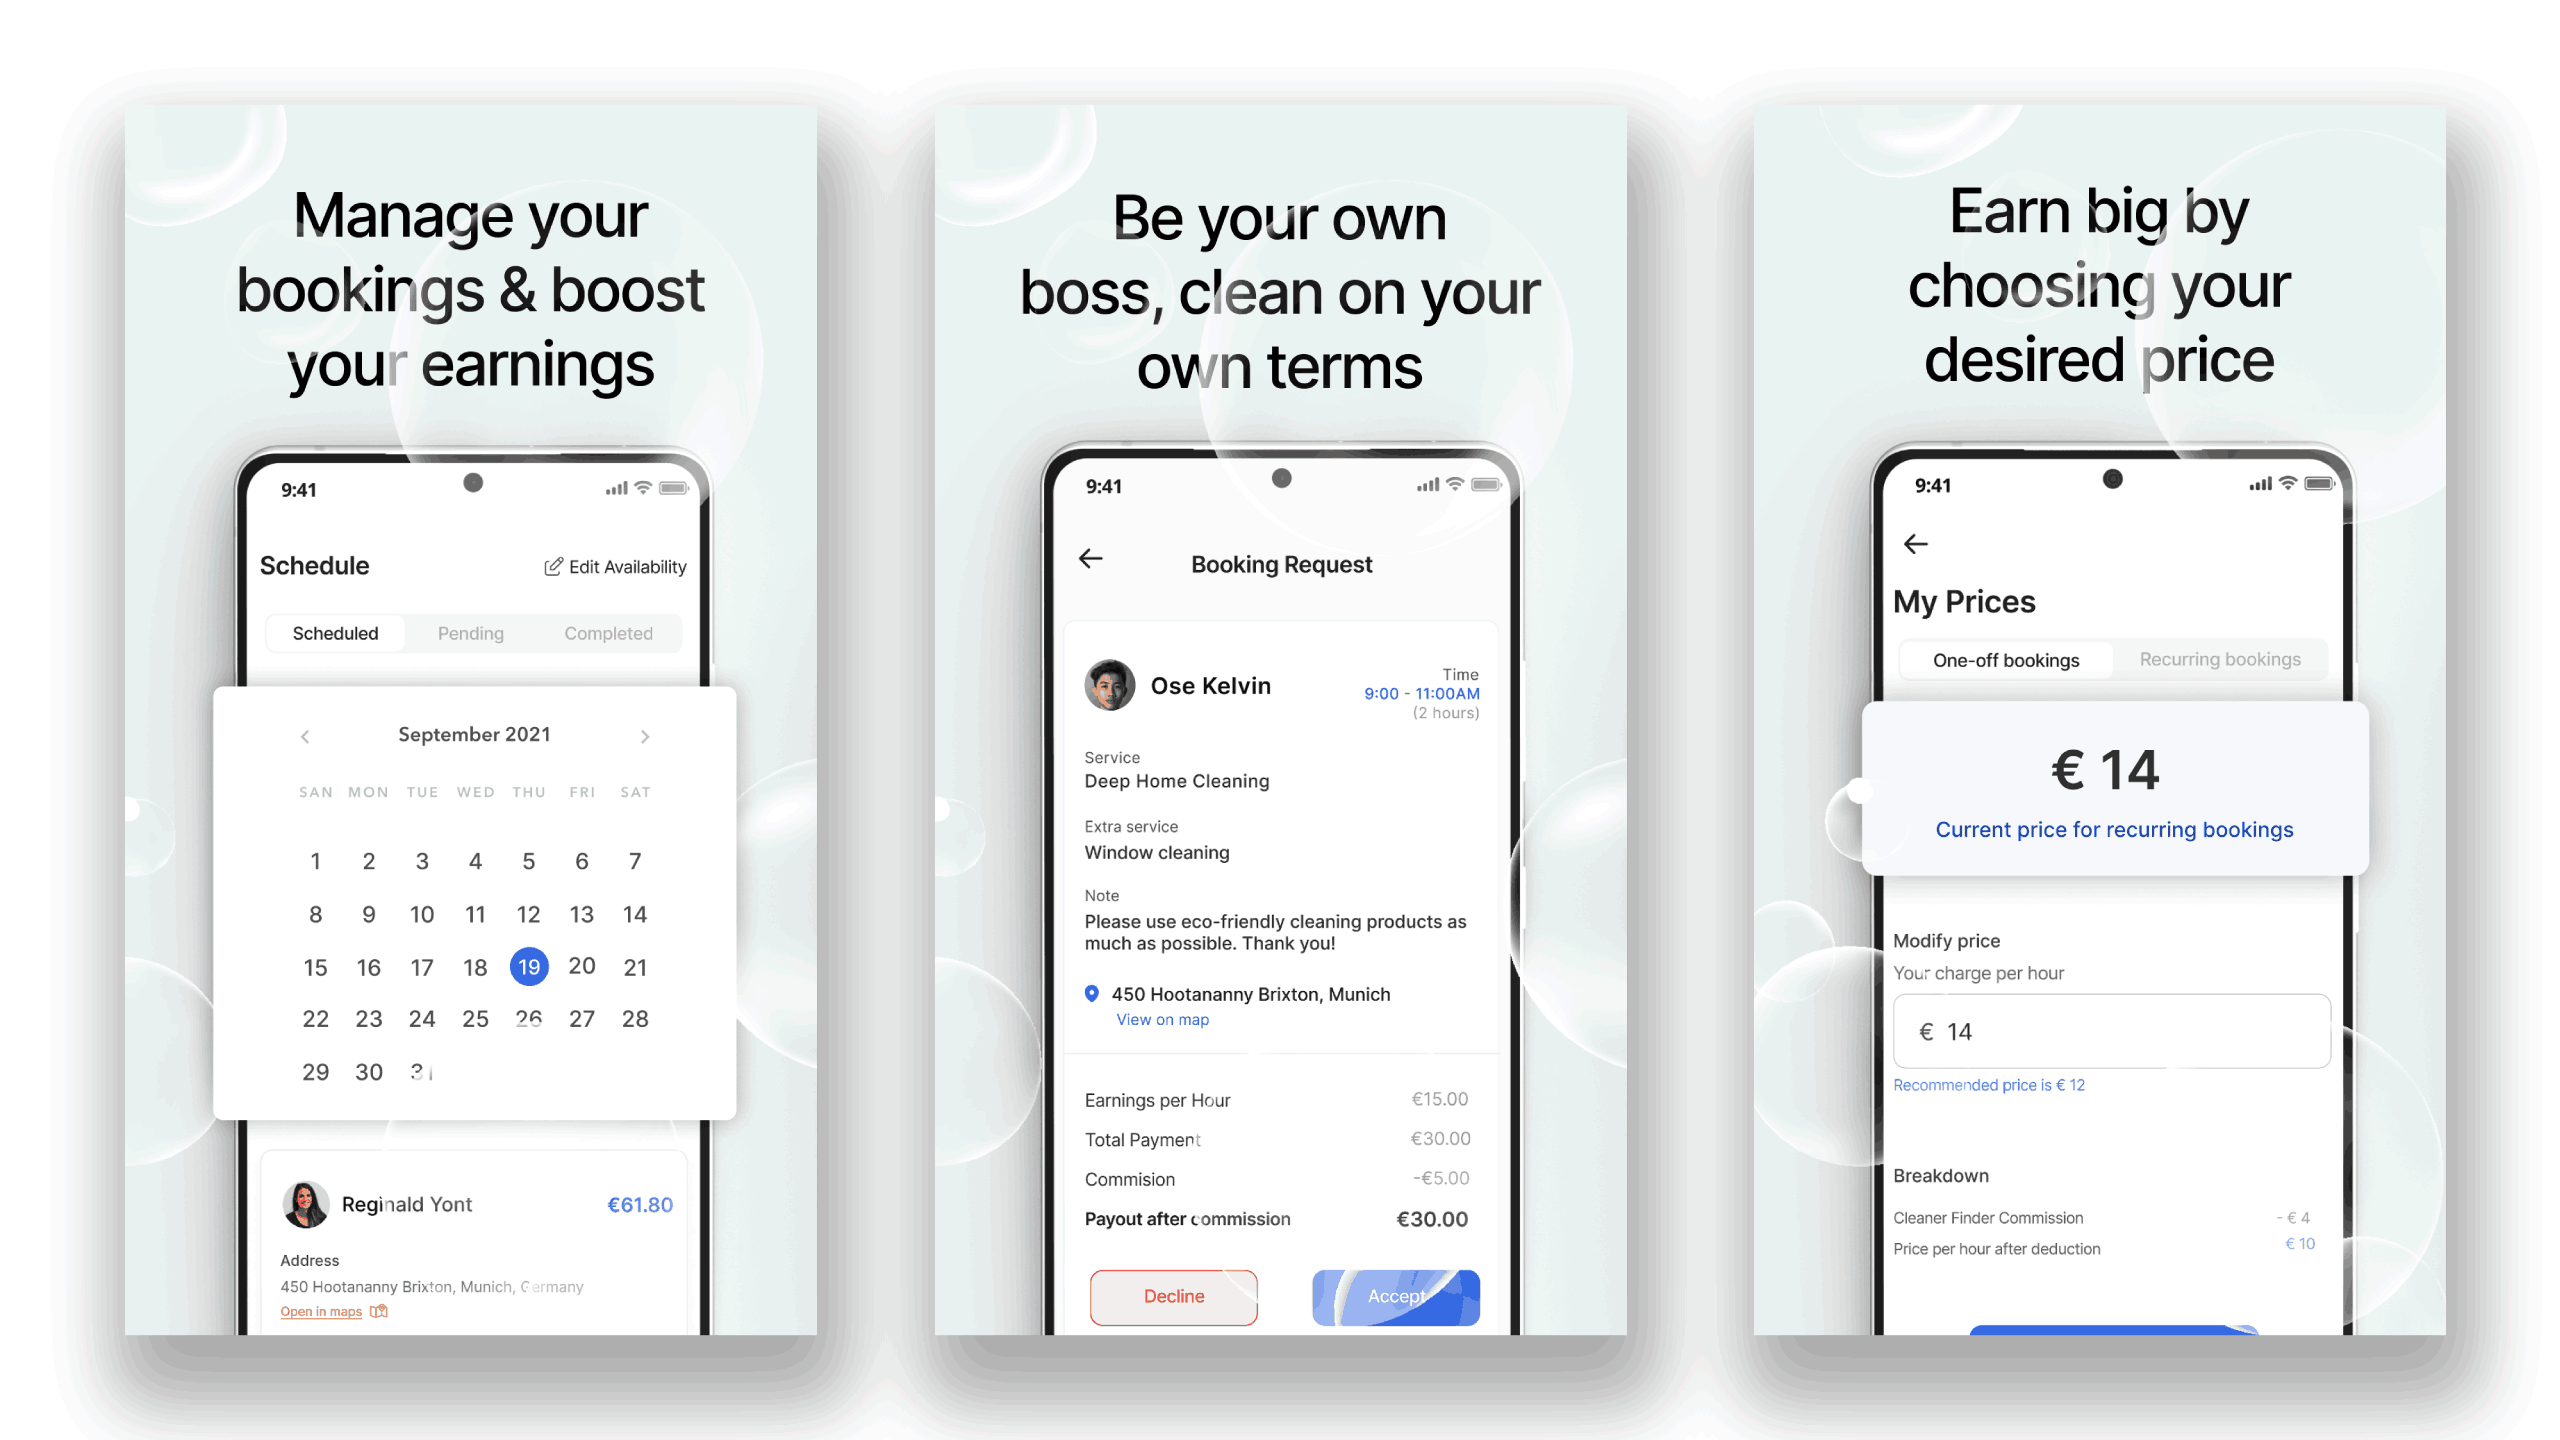 Manage your
bookings & boost
your earnings
9:41
Schedule
Edit Availability
Scheduled Pending Completed
September 2021
SAN MON TUE WED THU FRI SAT
1 2 3 4 5 6 7
8 9 10 11 12 13 14
15 16 17 18 19 20 21
22 23 24 25 26 27 28
29 30 31
Reginald Yont €61.80
Address
450 Hootananny Brixton, Munich, Germany
Open in maps
Be your own
boss, clean on your
own terms
9:41
Booking Request
Ose Kelvin
Time
9:00 - 11:00AM
(2 hours)
Service
Deep Home Cleaning
Extra service
Window cleaning
Note
Please use eco-friendly cleaning products as
much as possible. Thank you!
450 Hootananny Brixton, Munich
View on map
Earnings per Hour €15.00
Total Payment €30.00
Commision -€5.00
Payout after commission €30.00
Decline Accept
Earn big by
choosing your
desired price
9:41
My Prices
One-off bookings Recurring bookings
€ 14
Current price for recurring bookings
Modify price
Your charge per hour
€ 14
Recommended price is € 12
Breakdown
Cleaner Finder Commission - € 4
Price per hour after deduction € 10